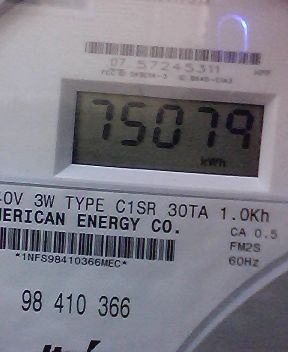 07 57245311
75079
kWh
0V 3W TYPE C1SR 30TA 1.0Kh
MERICAN ENERGY CO.
CA 0.5
FM2S
*1NFS98410366MEC*
60Hz
98 410 366